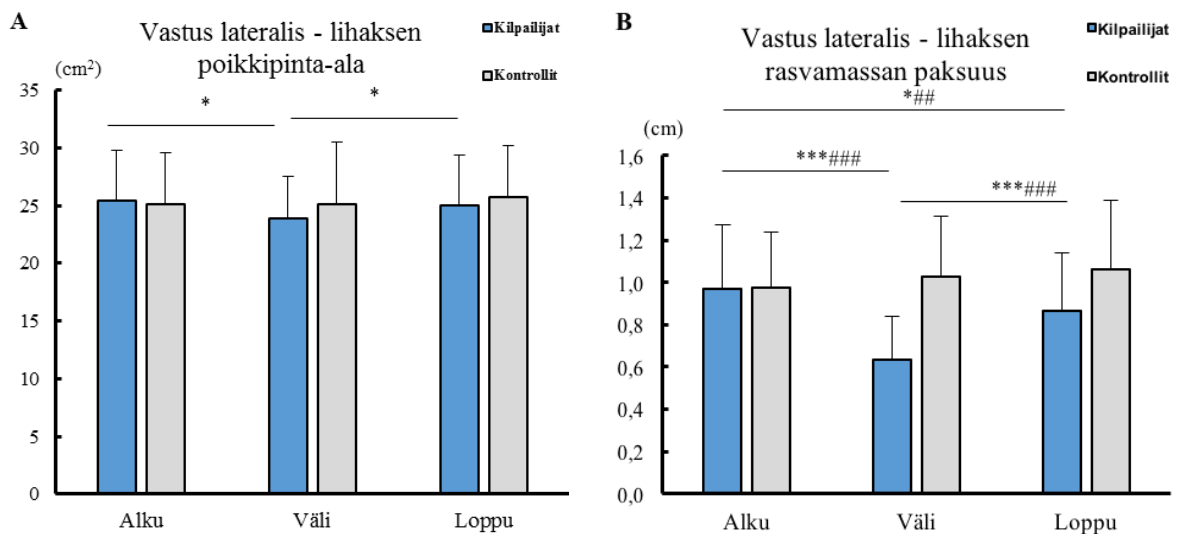 A
Vastus lateralis - lihaksen
poikkipinta-ala
(cm²)
Kilpailijat
Kontrollit
*
*
35
30
25
20
15
10
5
0
Alku
Väli
Loppu
B
Vastus lateralis - lihaksen
rasvamassan paksuus
(cm)
Kilpailijat
Kontrollit
*##
***###
***###
1,6
1,4
1,2
1,0
0,8
0,6
0,4
0,2
0,0
Alku
Väli
Loppu